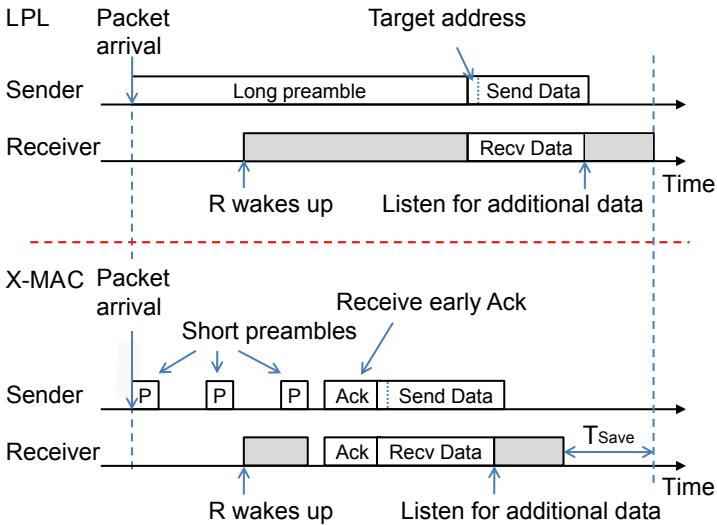 LPL
Packet
arrival
Target address
Sender
Long preamble
Send Data
Receiver
Recv Data
Time
R wakes up
Listen for additional data
X-MAC
Packet
arrival
Receive early Ack
Short preambles
Sender
P
P
P
Ack
Send Data
Receiver
Ack
Recv Data
TSave
Time
R wakes up
Listen for additional data